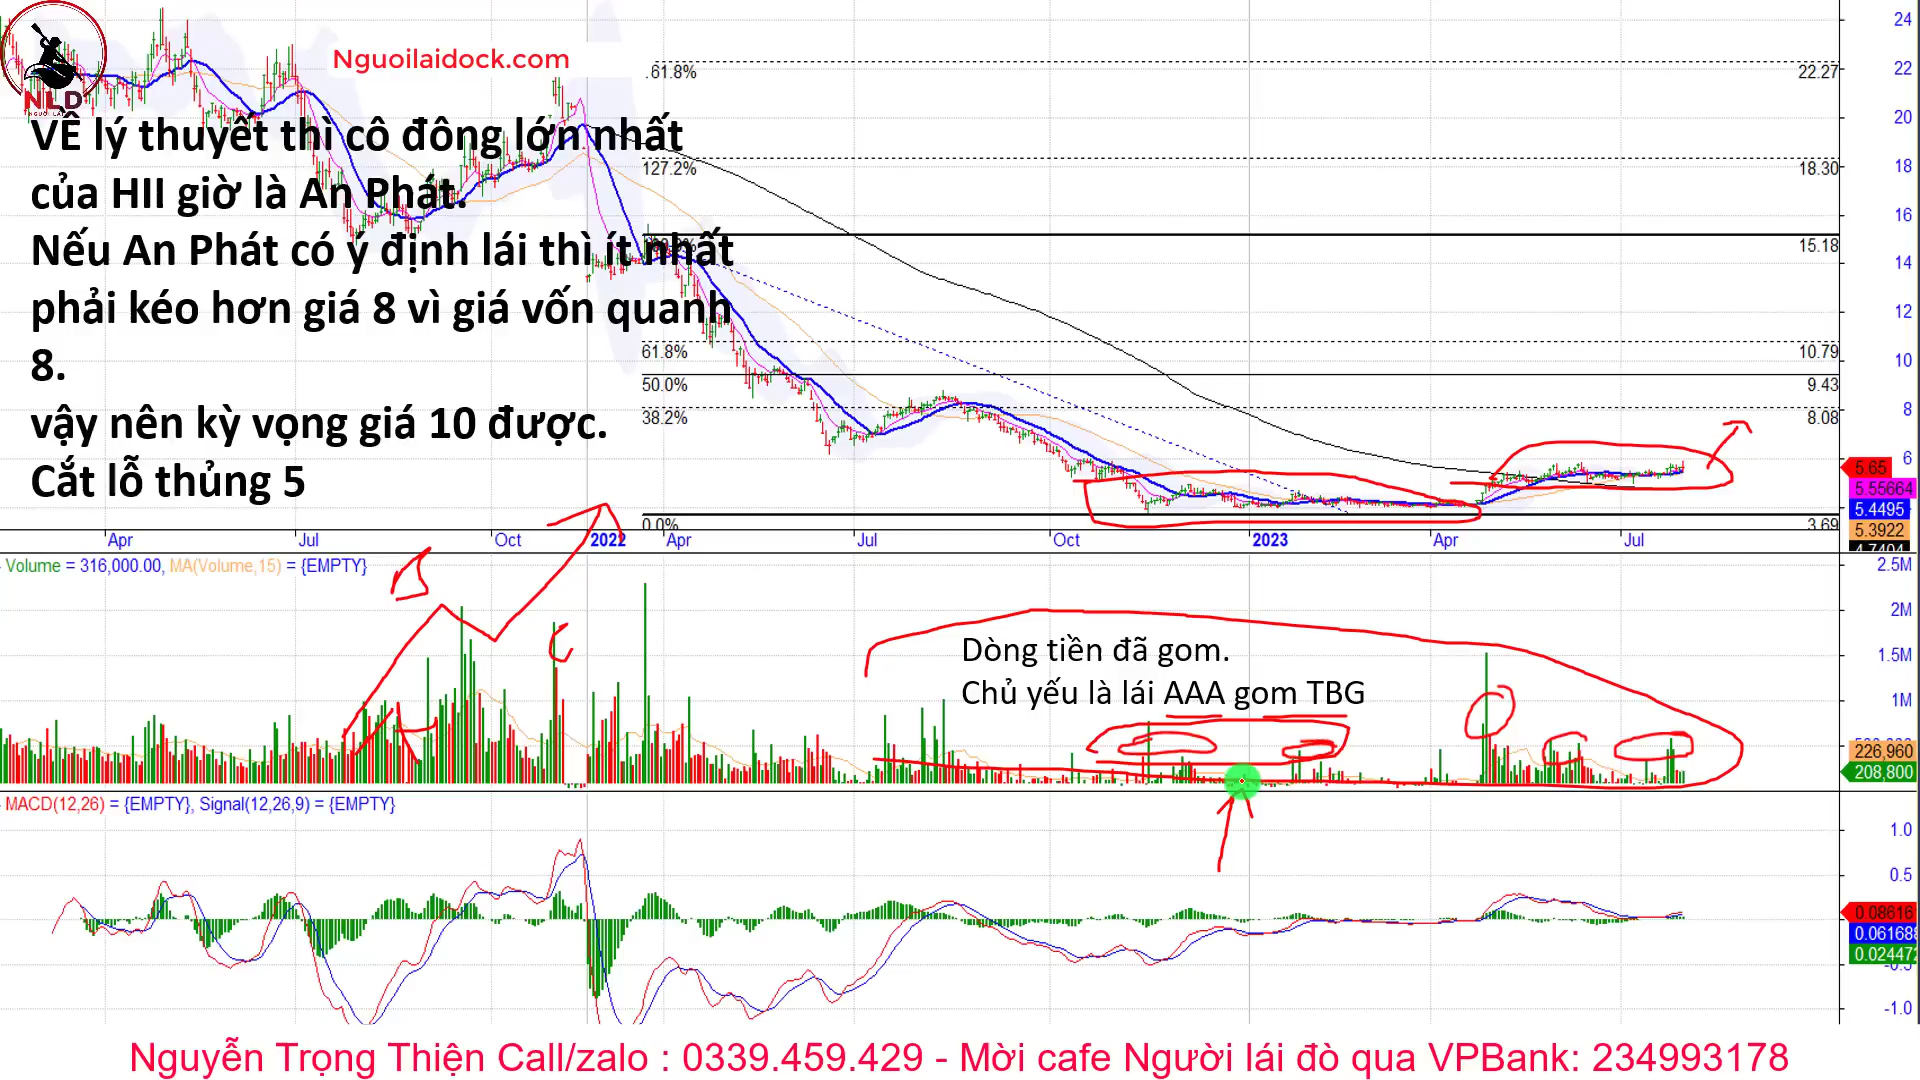 24
Nguoilaidock.com
.61.8%
22.27
22
NLD
20
VỀ lý thuyết thì cô đông lớn nhất
127.2%
18.30
18
của HII giờ là An Phát.
16
Nếu An Phát có ý định lái thì ít nhất
15.18
14
phải kéo hơn giá 8 vì giá vốn quanh
12
8.
61.8%
10.79
10
50.0%
9.43
vậy nên kỳ vọng giá 10 được.
38.2%
8.08
8
6
Cắt lỗ thủng 5
5.65
5.55664
5.4495
5.3922
0.0%
3.69
Apr Jul Oct 2022 Apr Jul Oct 2023 Apr Jul
Volume = 316,000.00, MA(Volume,15) = {EMPTY}
2.5M
2M
Dòng tiền đã gom.
1.5M
Chủ yếu là lái AAA gom TBG
1M
226,960
208,800
MACD(12,26) = {EMPTY}, Signal(12,26,9) = {EMPTY}
1.0
0.5
0.08616
0.061688
0.024472
-0.5
-1.0
Nguyễn Trọng Thiện Call/zalo : 0339.459.429 - Mời cafe Người lái đò qua VPBank: 234993178